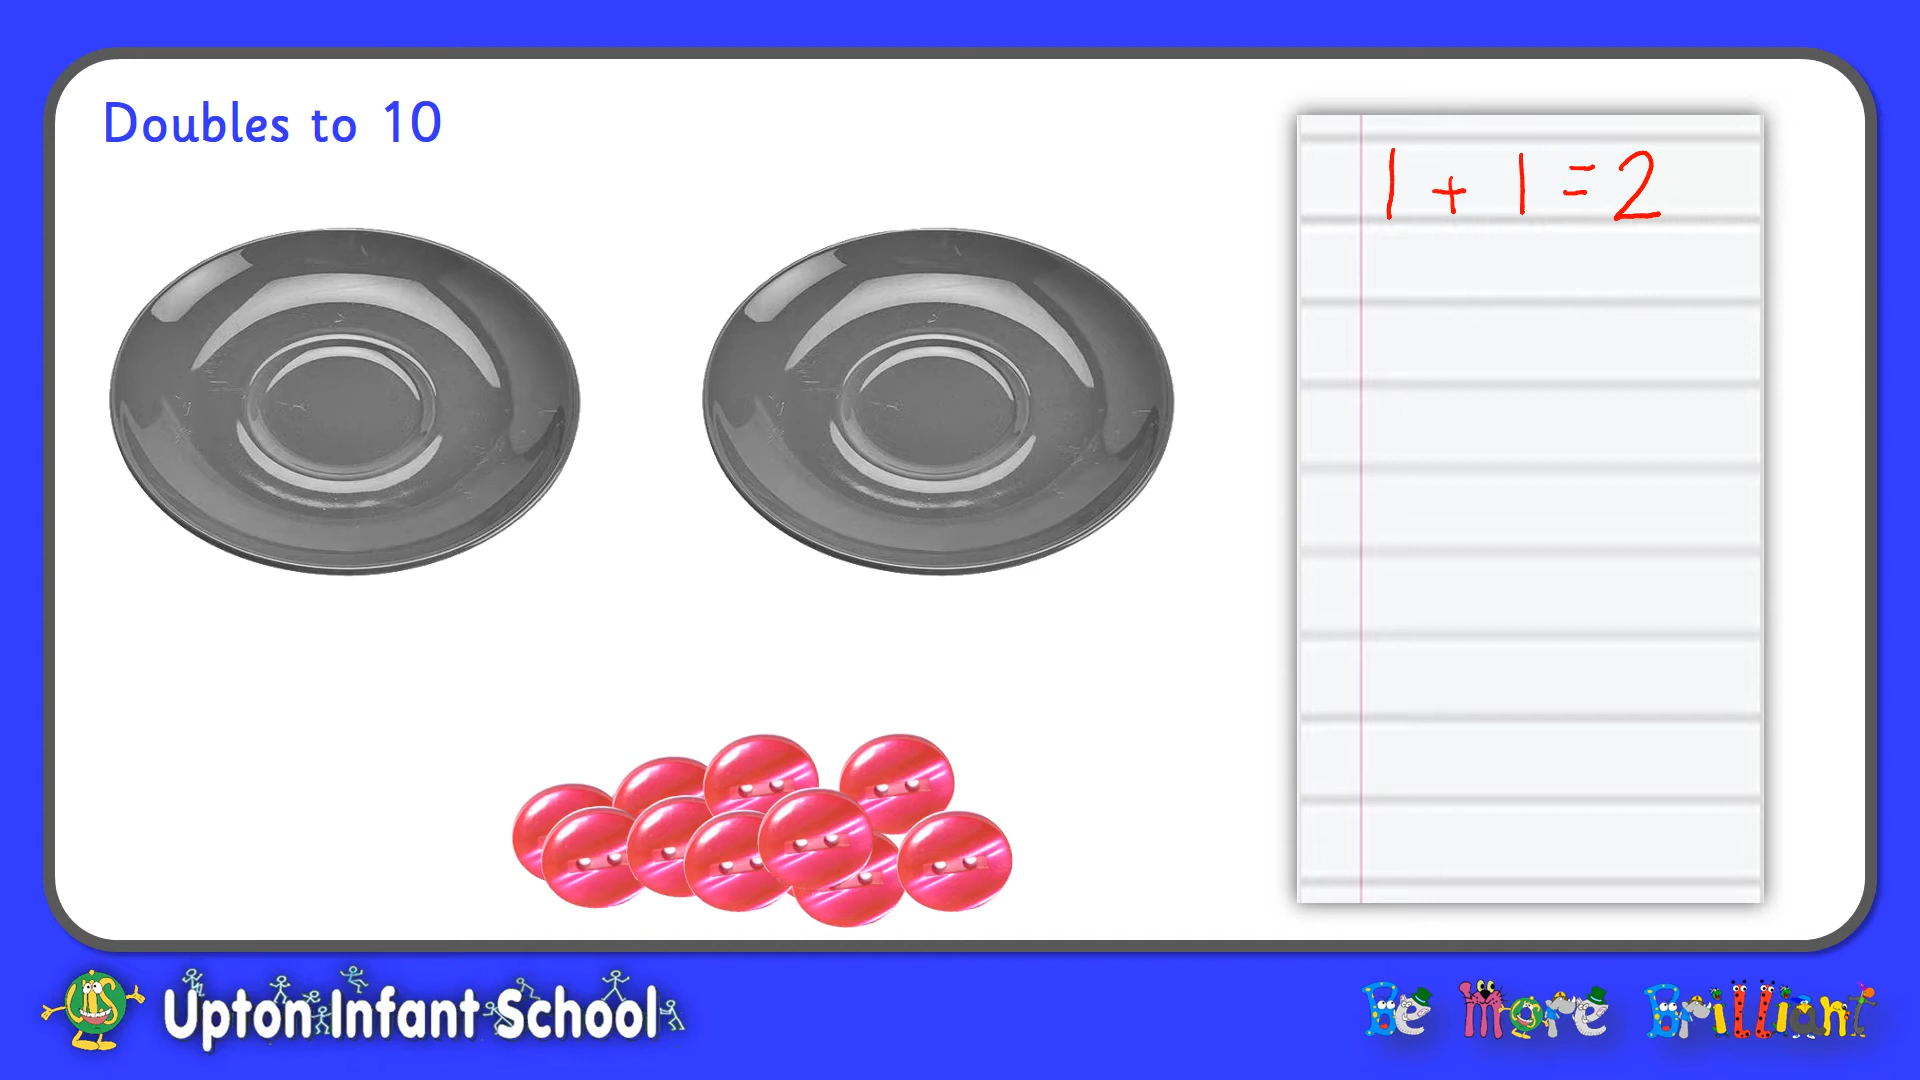 Doubles to 10
1 + 1 = 2
Upton Infant School
Be More Brilliant